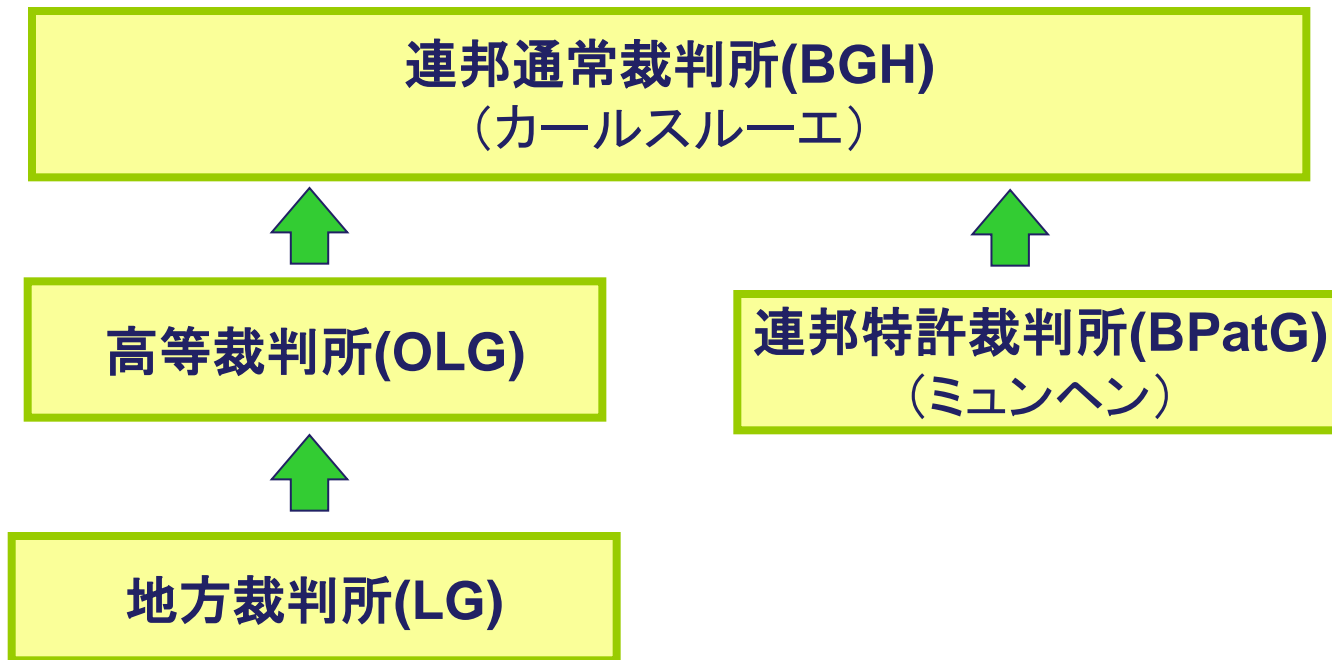 連邦通常裁判所(BGH)
（カールスルーエ）
高等裁判所(OLG)
連邦特許裁判所(BPatG)
（ミュンヘン）
地方裁判所(LG)